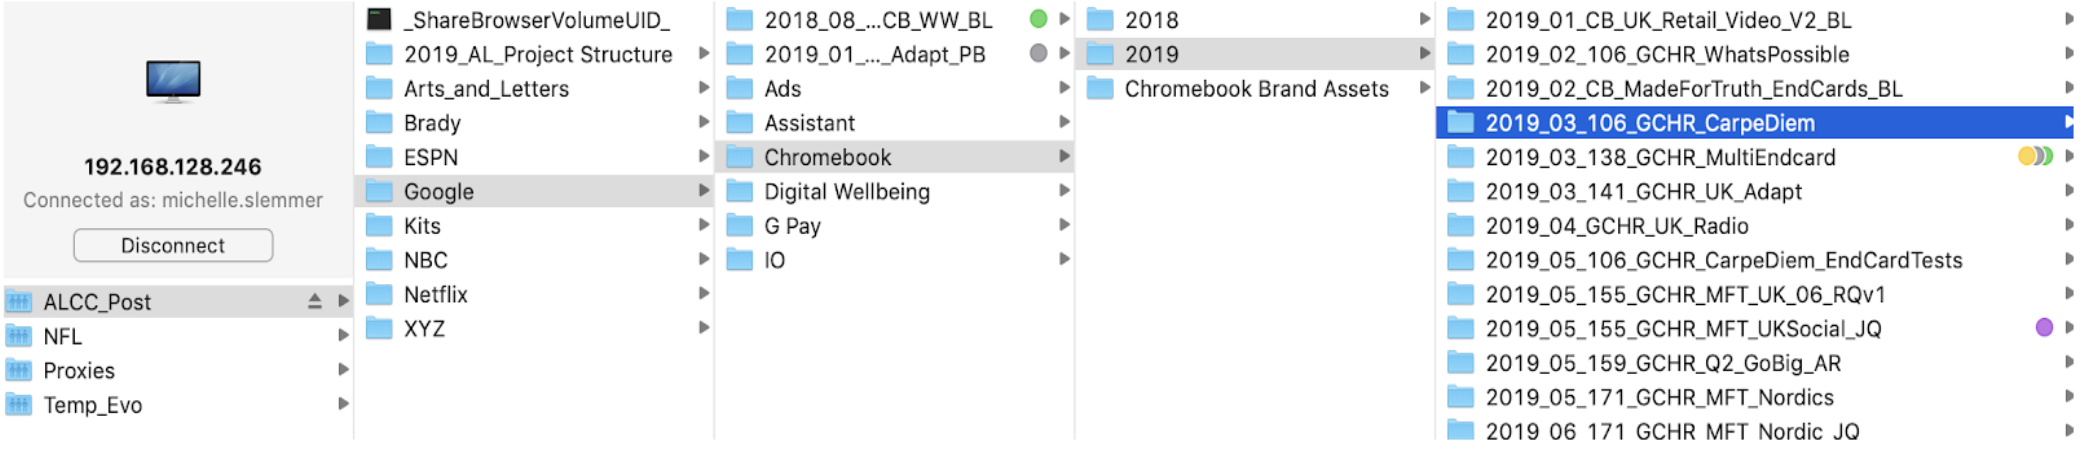 192.168.128.246
Connected as: michelle.slemmer
Disconnect
ALCC_Post
NFL
Proxies
Temp_Evo
_ShareBrowserVolumeUID_
2019_AL_Project Structure
Arts_and_Letters
Brady
ESPN
Google
Kits
NBC
Netflix
XYZ
2018_08_...CB_WW_BL
2019_01_..._Adapt_PB
Ads
Assistant
Chromebook
Digital Wellbeing
G Pay
IO
2018
2019
Chromebook Brand Assets
2019_01_CB_UK_Retail_Video_V2_BL
2019_02_106_GCHR_WhatsPossible
2019_02_CB_MadeForTruth_EndCards_BL
2019_03_106_GCHR_CarpeDiem
2019_03_138_GCHR_MultiEndcard
2019_03_141_GCHR_UK_Adapt
2019_04_GCHR_UK_Radio
2019_05_106_GCHR_CarpeDiem_EndCardTests
2019_05_155_GCHR_MFT_UK_06_RQv1
2019_05_155_GCHR_MFT_UKSocial_JQ
2019_05_159_GCHR_Q2_GoBig_AR
2019_05_171_GCHR_MFT_Nordics
2019_06_171_GCHR_MFT_Nordic_JQ